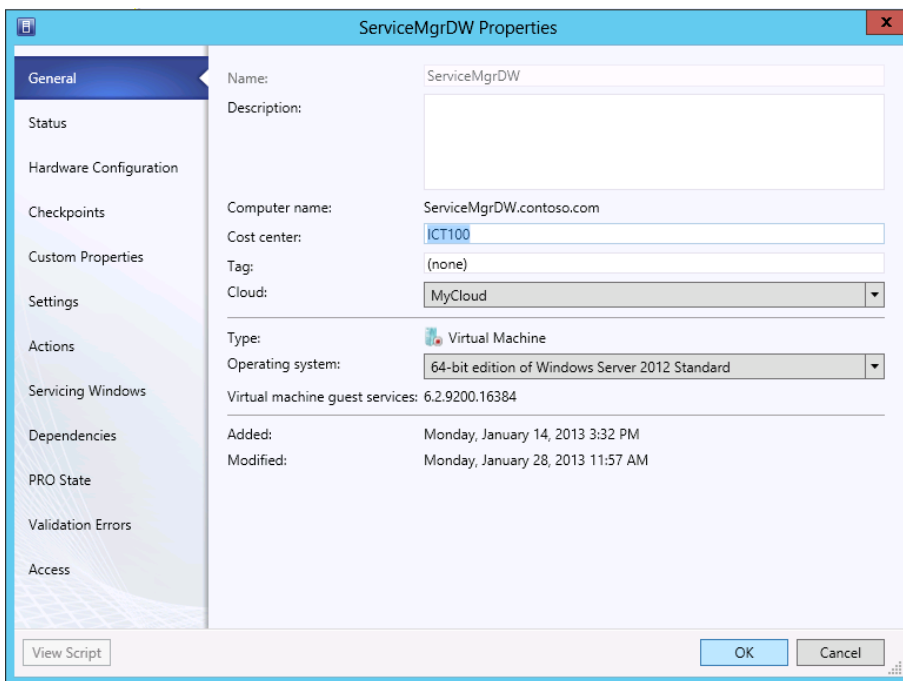 ServiceMgrDW Properties
x
General
Status
Hardware Configuration
Checkpoints
Custom Properties
Settings
Actions
Servicing Windows
Dependencies
PRO State
Validation Errors
Access
Name: ServiceMgrDW
Description:
Computer name: ServiceMgrDW.contoso.com
Cost center: ICT100
Tag: (none)
Cloud: MyCloud
Type: Virtual Machine
Operating system: 64-bit edition of Windows Server 2012 Standard
Virtual machine guest services: 6.2.9200.16384
Added: Monday, January 14, 2013 3:32 PM
Modified: Monday, January 28, 2013 11:57 AM
View Script
OK
Cancel